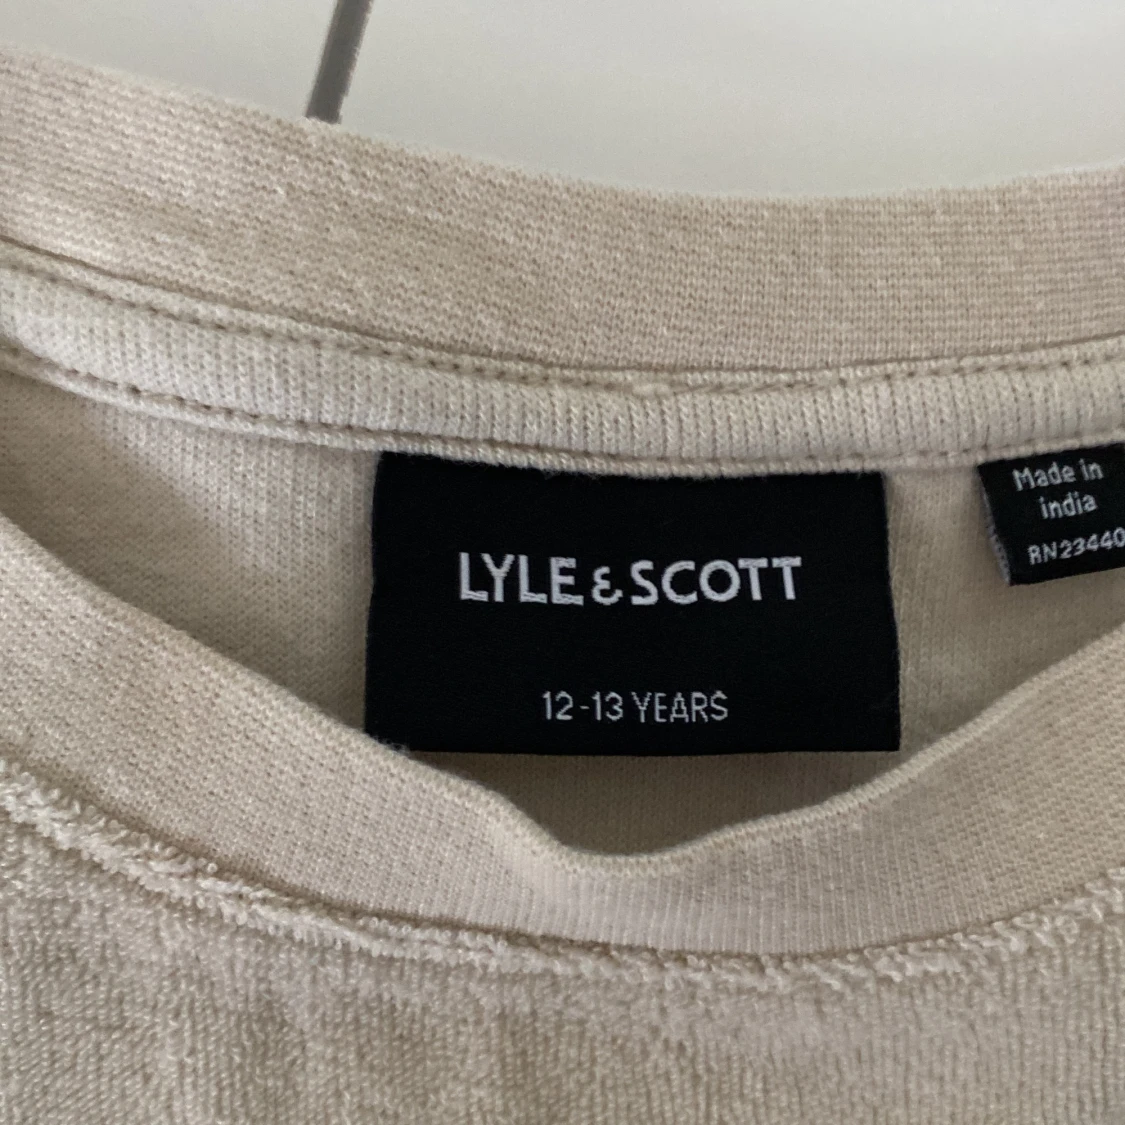 LYLE & SCOTT
12-13 YEARS
Made in
india
RN23440